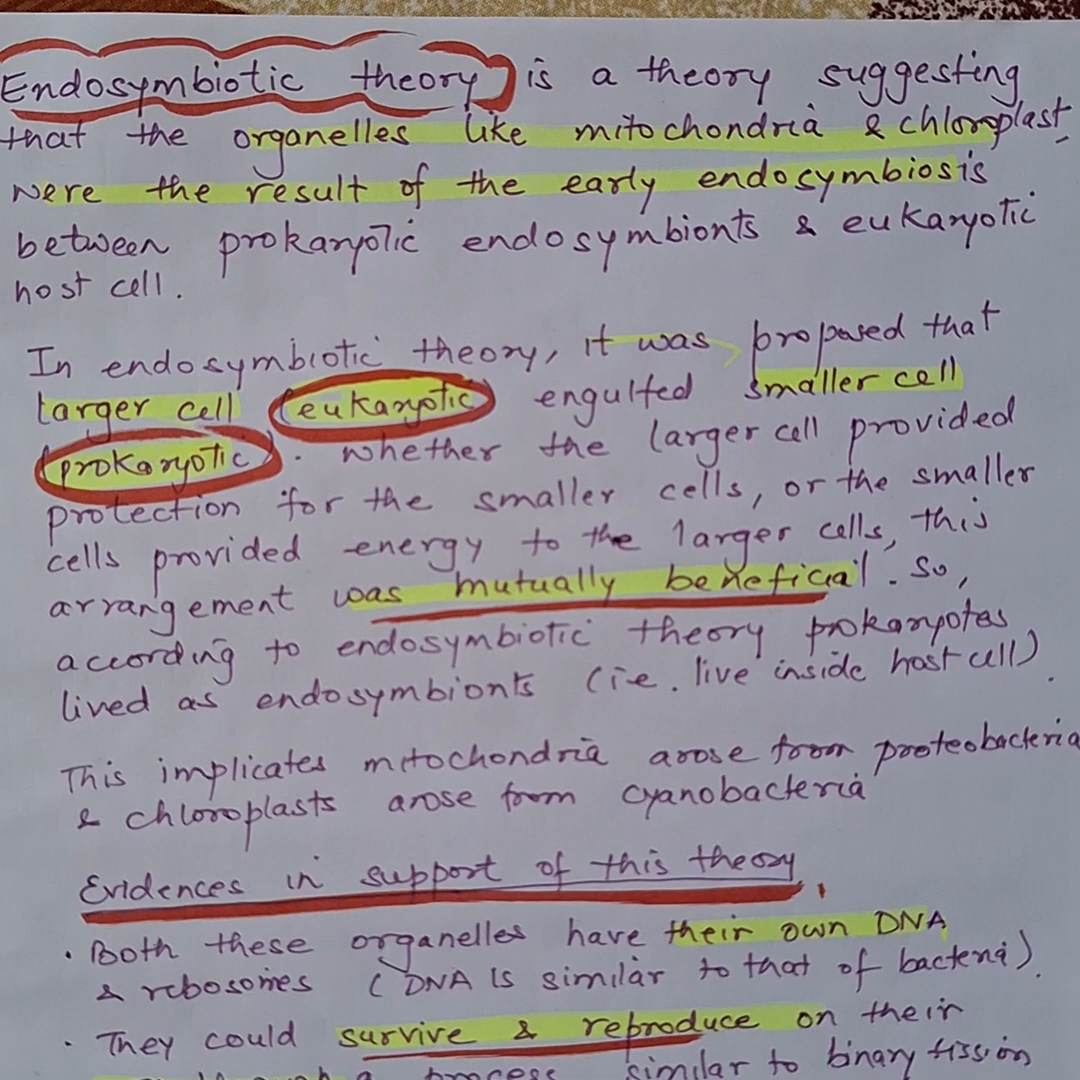 Endosymbiotic theory is a theory suggesting
that the organelles like mitochondria & chloroplast
were the result of the early endosymbiosis
between prokaryotic endosymbionts & eukaryotic
host cell.
In endosymbiotic theory, it was proposed that
larger cell (eukaryotic) engulfed smaller cell
(prokaryotic). whether the larger cell provided
protection for the smaller cells, or the smaller
cells provided energy to the larger cells, this
arrangement was mutually beneficial. So,
according to endosymbiotic theory prokaryotes
lived as endosymbionts (i.e. live inside host cell).
This implicates mitochondria arose from proteobacteria
& chloroplasts arose from cyanobacteria
Evidences in support of this theory
• Both these organelles have their own DNA
& rebosomes (DNA is similar to that of bacteria).
• They could survive & reproduce on their
a process similar to binary fission